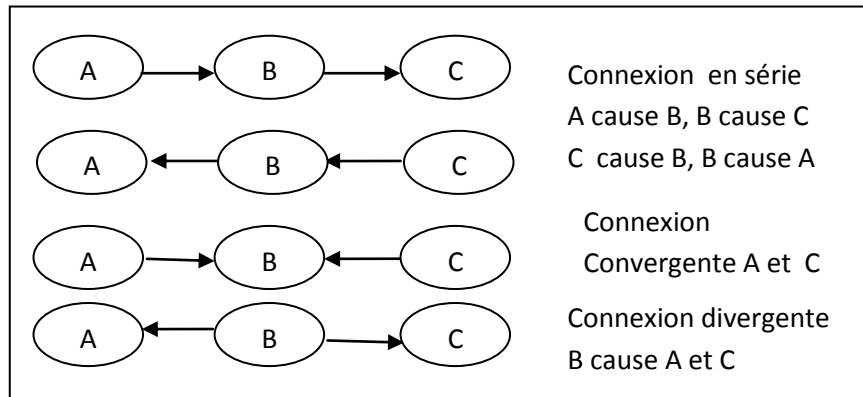 A B C
Connexion en série
A cause B, B cause C
A B C
C cause B, B cause A
A B C
Connexion
Convergente A et C
A B C
Connexion divergente
B cause A et C